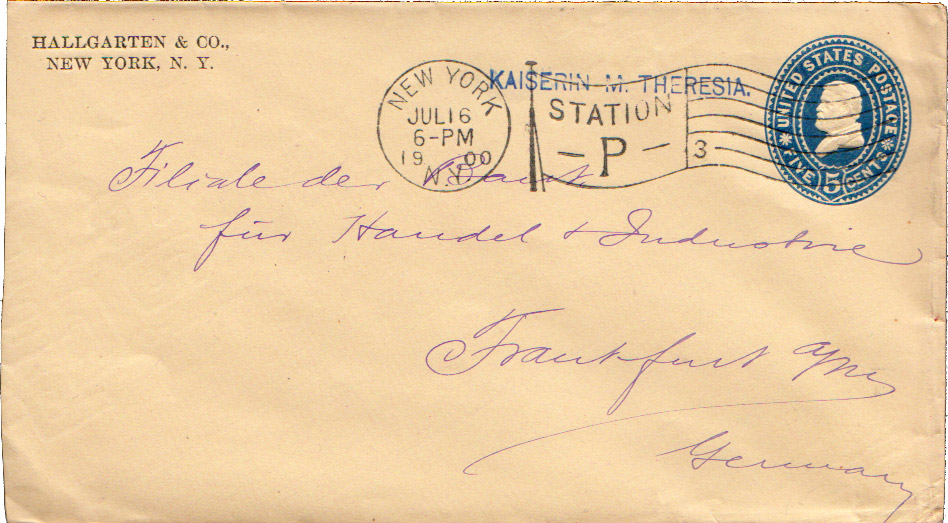 HALLGARTEN & CO.,
NEW YORK, N. Y.
NEW YORK
JUL 16
6-PM
19 00
N.Y.
KAISERIN M. THERESIA.
STATION
- P -
3
UNITED STATES POSTAGE
FIVE 5 CENTS
Filiale der Bank
für Handel & Industrie
Frankfurt a/M
Germany